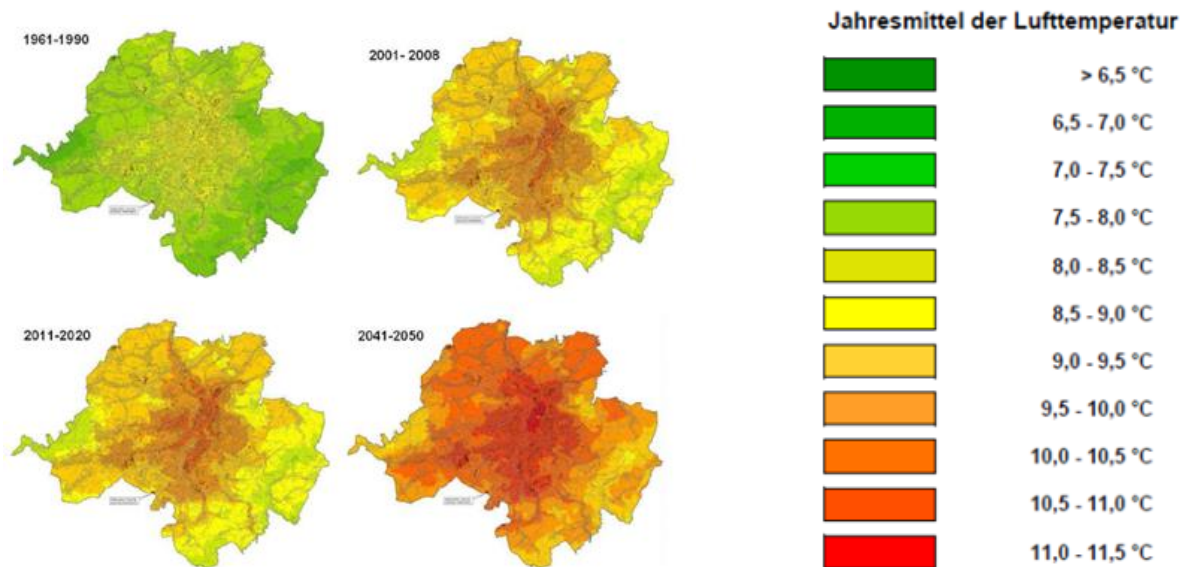 1961-1990
2001- 2008
2011-2020
2041-2050
Jahresmittel der Lufttemperatur
> 6,5 °C
6,5 - 7,0 °C
7,0 - 7,5 °C
7,5 - 8,0 °C
8,0 - 8,5 °C
8,5 - 9,0 °C
9,0 - 9,5 °C
9,5 - 10,0 °C
10,0 - 10,5 °C
10,5 - 11,0 °C
11,0 - 11,5 °C